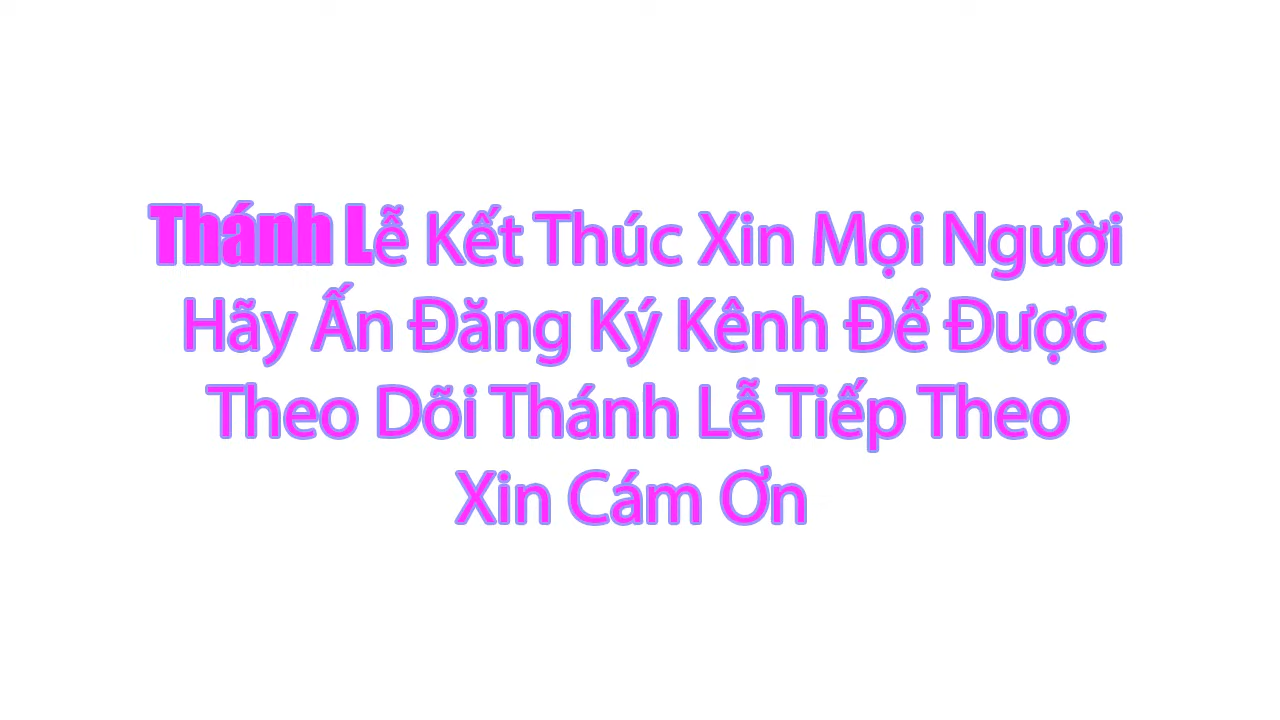 Thánh Lễ Kết Thúc Xin Mọi Người
Hãy Ấn Đăng Ký Kênh Để Được
Theo Dõi Thánh Lễ Tiếp Theo
Xin Cám Ơn